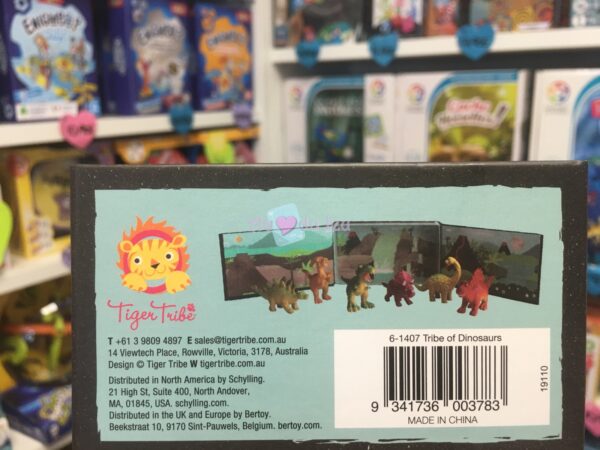 Tiger Tribe
T +61 3 9809 4897 E sales@tigertribe.com.au
14 Viewtech Place, Rowville, Victoria, 3178, Australia
Design © Tiger Tribe W tigertribe.com.au
Distributed in North America by Schylling.
21 High St, Suite 400, North Andover,
MA, 01845, USA. schylling.com.
Distributed in the UK and Europe by Bertoy.
Beekstraat 10, 9170 Sint-Pauwels, Belgium. bertoy.com.
6-1407 Tribe of Dinosaurs
9 341736 003783
MADE IN CHINA
19110